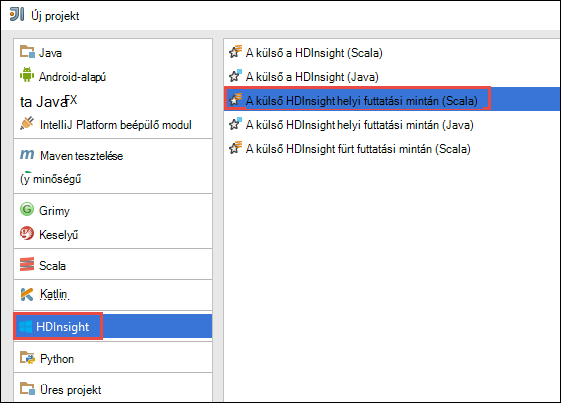 Új projekt
Java
Android-alapú
ta JavaFX
IntelliJ Platform beépülő modul
Maven tesztelése
(y minőségű
Grimy
Keselyű
Scala
Katlin
HDInsight
Python
Üres projekt
A külső a HDInsight (Scala)
A külső a HDInsight (Java)
A külső HDInsight helyi futtatási mintán (Scala)
A külső HDInsight helyi futtatási mintán (Java)
A külső HDInsight fürt futtatási mintán (Scala)